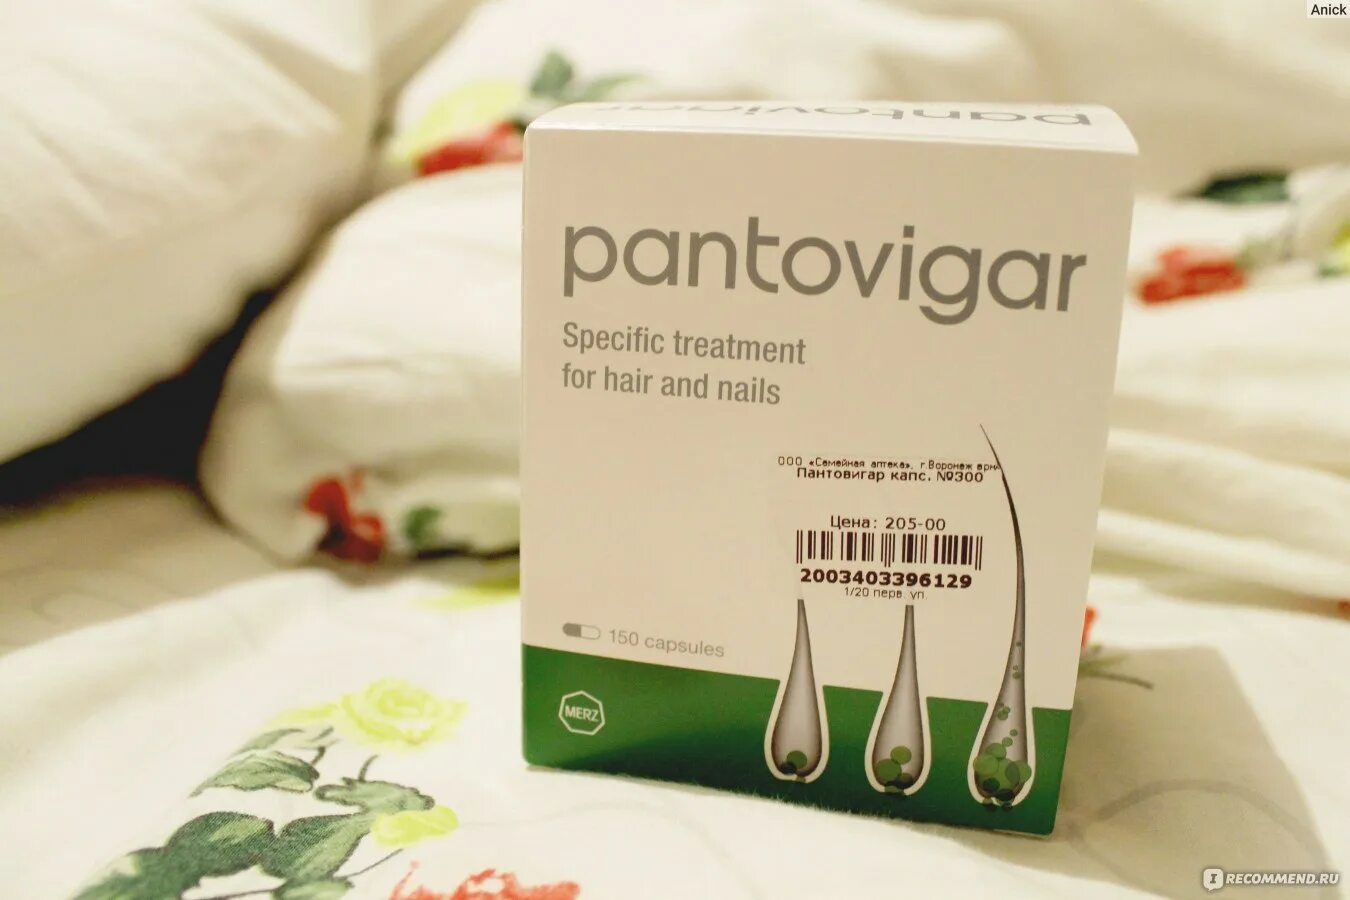 Anick
pantovigar
pantovigar
Specific treatment
for hair and nails
ООО «Семейная аптека», г.Воронеж арм
Пантовигар капс. №300
Цена: 205-00
2003403396129
1/20 перв. уп.
150 capsules
MERZ
I RECOMMEND.RU